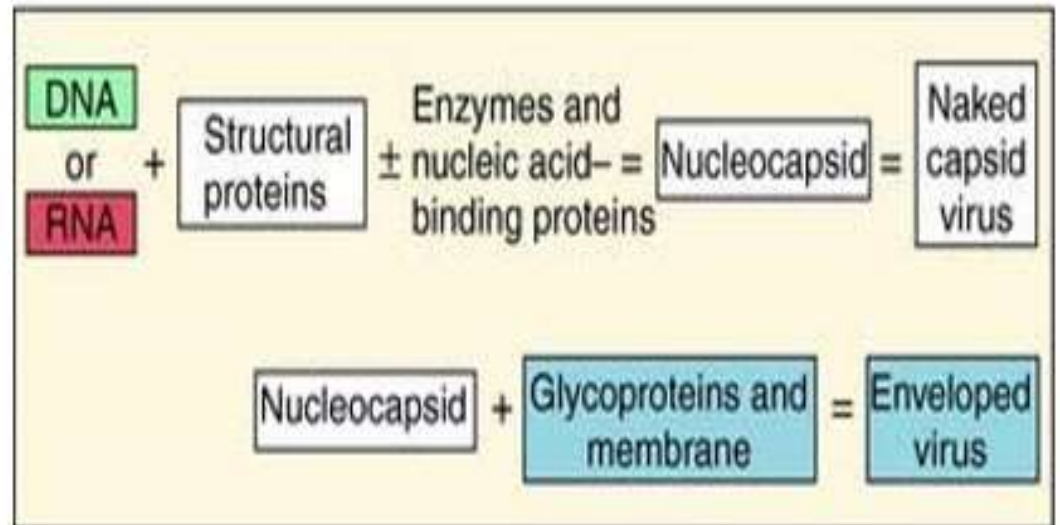 DNA
or
RNA
+
Structural
proteins
±
Enzymes and
nucleic acid–
binding proteins
=
Nucleocapsid
=
Naked
capsid
virus
Nucleocapsid
+
Glycoproteins and
membrane
=
Enveloped
virus